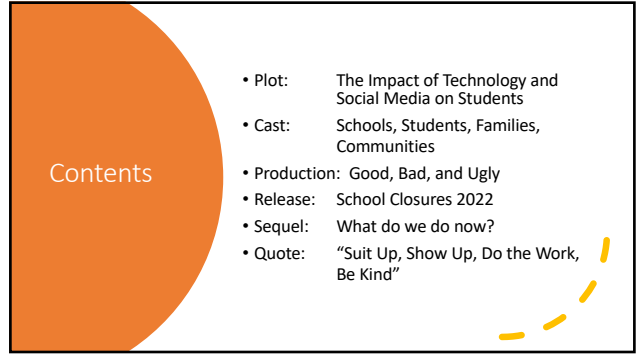 Contents
• Plot: The Impact of Technology and
Social Media on Students
• Cast: Schools, Students, Families,
Communities
• Production: Good, Bad, and Ugly
• Release: School Closures 2022
• Sequel: What do we do now?
• Quote: “Suit Up, Show Up, Do the Work,
Be Kind”